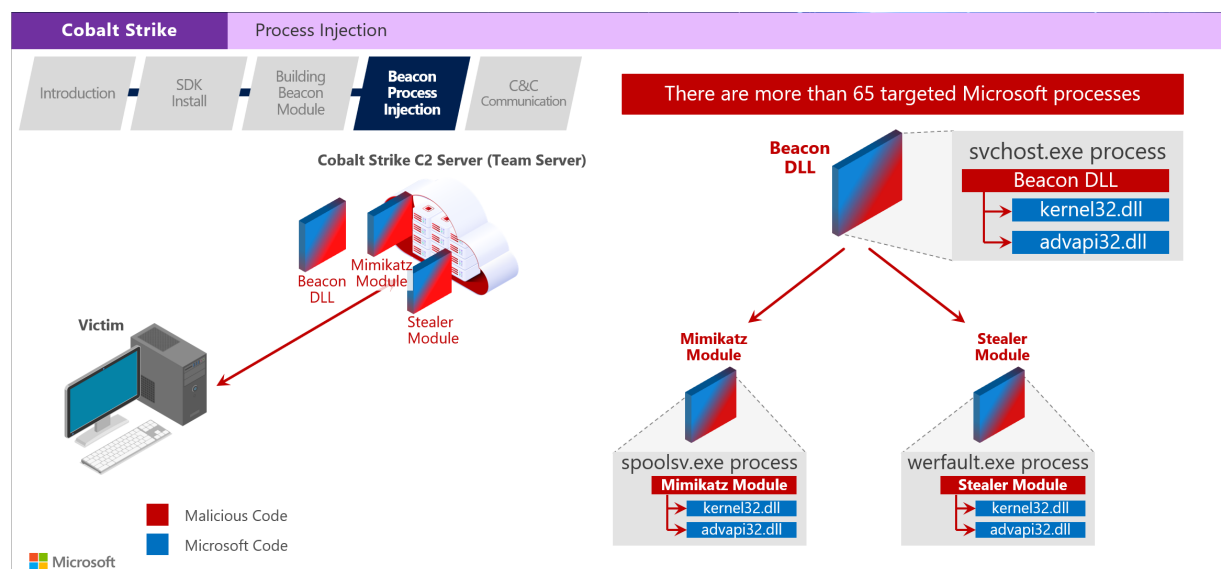 Cobalt Strike
Process Injection
Introduction
SDK
Install
Building
Beacon
Module
Beacon
Process
Injection
C&C
Communication
There are more than 65 targeted Microsoft processes
Cobalt Strike C2 Server (Team Server)
Beacon
DLL
Mimikatz
Module
Stealer
Module
Victim
Beacon
DLL
svchost.exe process
Beacon DLL
kernel32.dll
advapi32.dll
Mimikatz
Module
spoolsv.exe process
Mimikatz Module
kernel32.dll
advapi32.dll
Stealer
Module
werfault.exe process
Stealer Module
kernel32.dll
advapi32.dll
Malicious Code
Microsoft Code
Microsoft